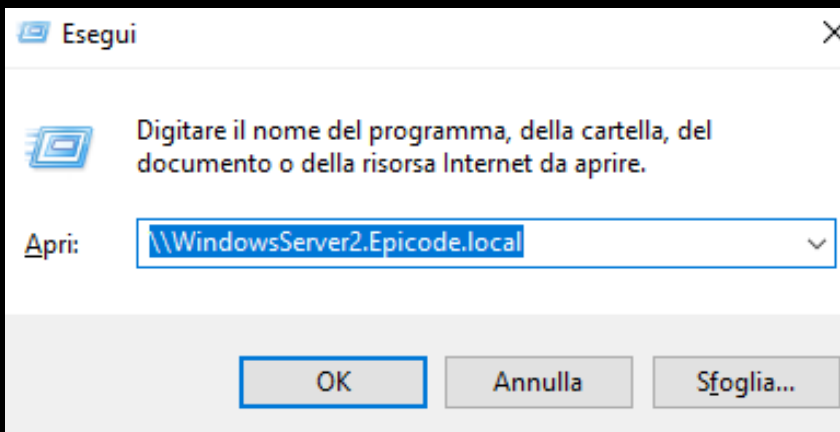 Esegui
Digitare il nome del programma, della cartella, del
documento o della risorsa Internet da aprire.
Apri: \\WindowsServer2.Epicode.local
OK Annulla Sfoglia...